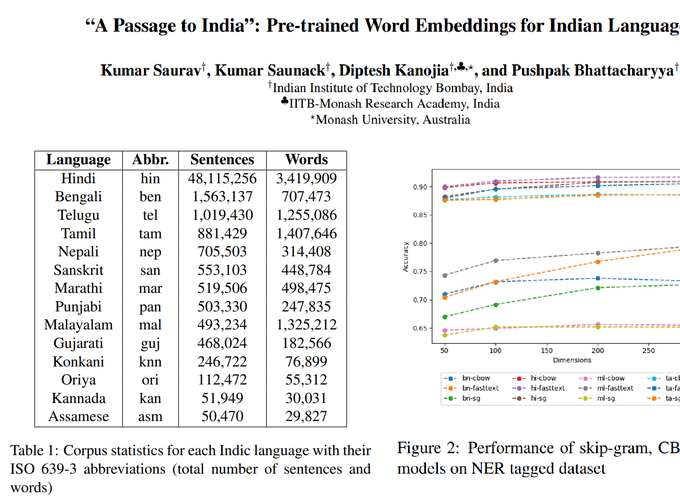 “A Passage to India”: Pre-trained Word Embeddings for Indian Languag
Kumar Saurav†, Kumar Saunack†, Diptesh Kanojia†,♣,⋆, and Pushpak Bhattacharyya†
†Indian Institute of Technology Bombay, India
♣IITB-Monash Research Academy, India
⋆Monash University, Australia
Language Abbr. Sentences Words
Hindi hin 48,115,256 3,419,909
Bengali ben 1,563,137 707,473
Telugu tel 1,019,430 1,255,086
Tamil tam 881,429 1,407,646
Nepali nep 705,503 314,408
Sanskrit san 553,103 448,784
Marathi mar 519,506 498,475
Punjabi pan 503,330 247,835
Malayalam mal 493,234 1,325,212
Gujarati guj 468,024 182,566
Konkani knn 246,722 76,899
Oriya ori 112,472 55,312
Kannada kan 51,949 30,031
Assamese asm 50,470 29,827
Table 1: Corpus statistics for each Indic language with their
ISO 639-3 abbreviations (total number of sentences and
words)
Accuracy
0.90
0.85
0.80
0.75
0.70
0.65
50 100 150 200 250
Dimensions
bn-cbow hi-cbow ml-cbow ta-cb
bn-fasttext hi-fasttext ml-fasttext ta-fa
bn-sg hi-sg ml-sg ta-sg
Figure 2: Performance of skip-gram, CB
models on NER tagged dataset